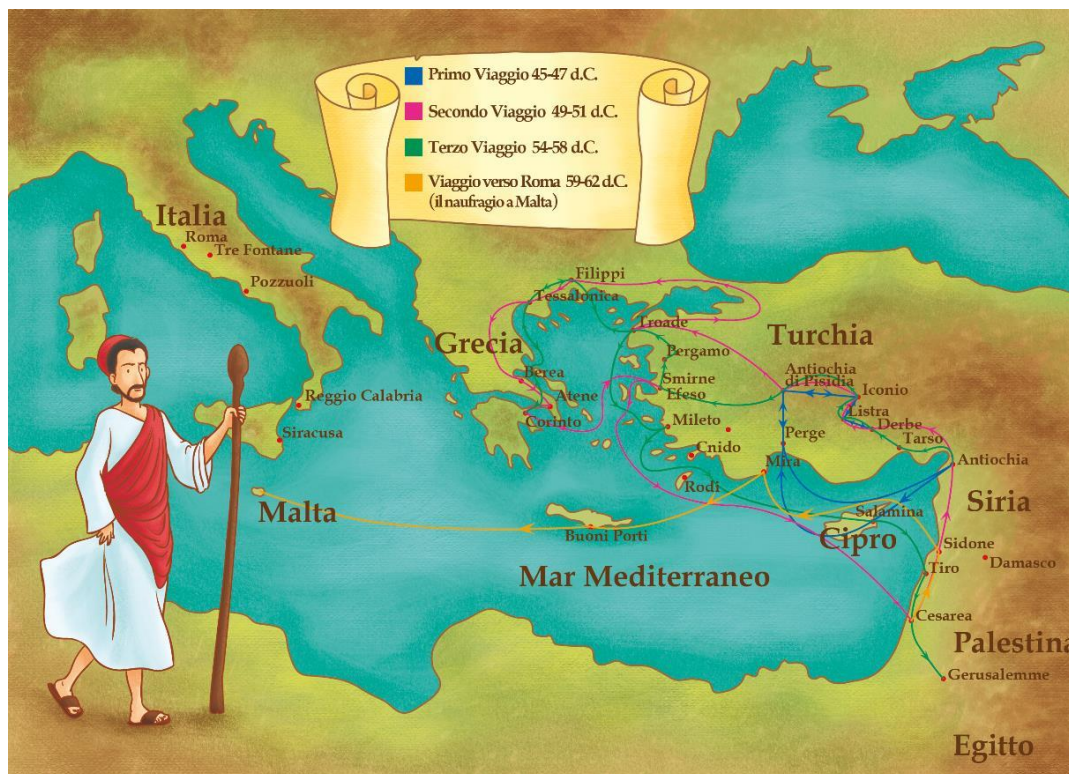 Primo Viaggio 45-47 d.C.
Secondo Viaggio 49-51 d.C.
Terzo Viaggio 54-58 d.C.
Viaggio verso Roma 59-62 d.C.
(il naufragio a Malta)
Italia
Roma
Tre Fontane
Pozzuoli
Filippi
Tessalonica
Troade
Turchia
Grecia
Pergamo
Antiochia
di Pisidia
Berea
Smirne
Efeso
Iconio
Reggio Calabria
Atene
Listra
Corinto
Mileto
Derbe
Siracusa
Perge
Tarso
Cnido
Mira
Antiochia
Rodi
Siria
Malta
Salamina
Buoni Porti
Cipro
Sidone
Damasco
Mar Mediterraneo
Tiro
Cesarea
Palestina
Gerusalemme
Egitto